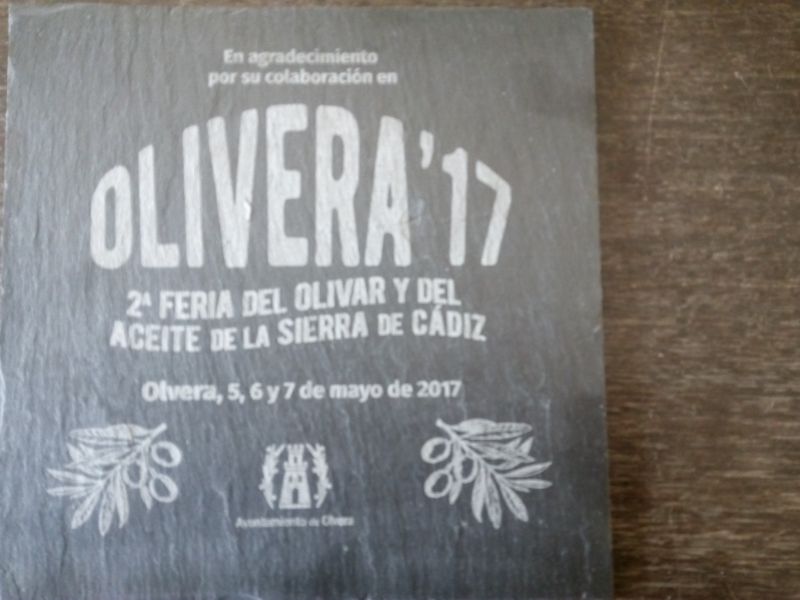 En agradecimiento
por su colaboración en
OLIVERA'17
2ª FERIA DEL OLIVAR Y DEL
ACEITE DE LA SIERRA DE CÁDIZ
Olvera, 5, 6 y 7 de mayo de 2017
Ayuntamiento de Olvera